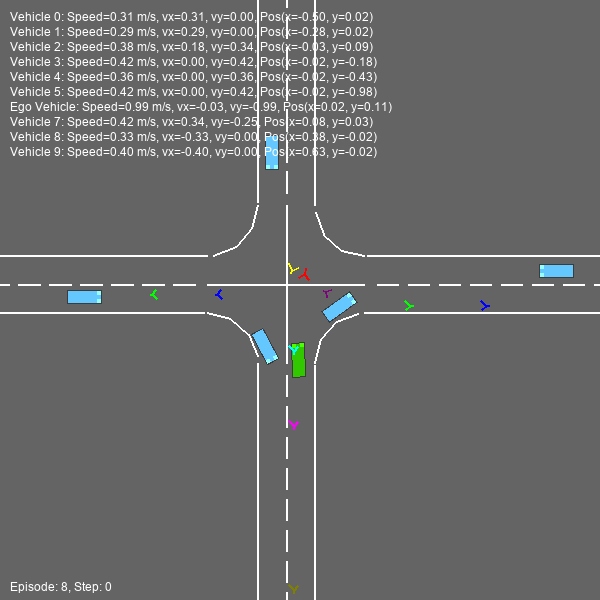 Vehicle 0: Speed=0.31 m/s, vx=0.31, vy=0.00, Pos(x=-0.50, y=0.02)
Vehicle 1: Speed=0.29 m/s, vx=0.29, vy=0.00, Pos(x=-0.28, y=0.02)
Vehicle 2: Speed=0.38 m/s, vx=0.18, vy=0.34, Pos(x=-0.03, y=0.09)
Vehicle 3: Speed=0.42 m/s, vx=0.00, vy=0.42, Pos(x=-0.02, y=-0.18)
Vehicle 4: Speed=0.36 m/s, vx=0.00, vy=0.36, Pos(x=-0.02, y=-0.43)
Vehicle 5: Speed=0.42 m/s, vx=0.00, vy=0.42, Pos(x=-0.02, y=-0.98)
Ego Vehicle: Speed=0.99 m/s, vx=-0.03, vy=-0.99, Pos(x=0.02, y=0.11)
Vehicle 7: Speed=0.42 m/s, vx=0.34, vy=-0.25, Pos(x=0.08, y=0.03)
Vehicle 8: Speed=0.33 m/s, vx=-0.33, vy=0.00, Pos(x=0.38, y=-0.02)
Vehicle 9: Speed=0.40 m/s, vx=-0.40, vy=0.00, Pos(x=0.63, y=-0.02)
Episode: 8, Step: 0